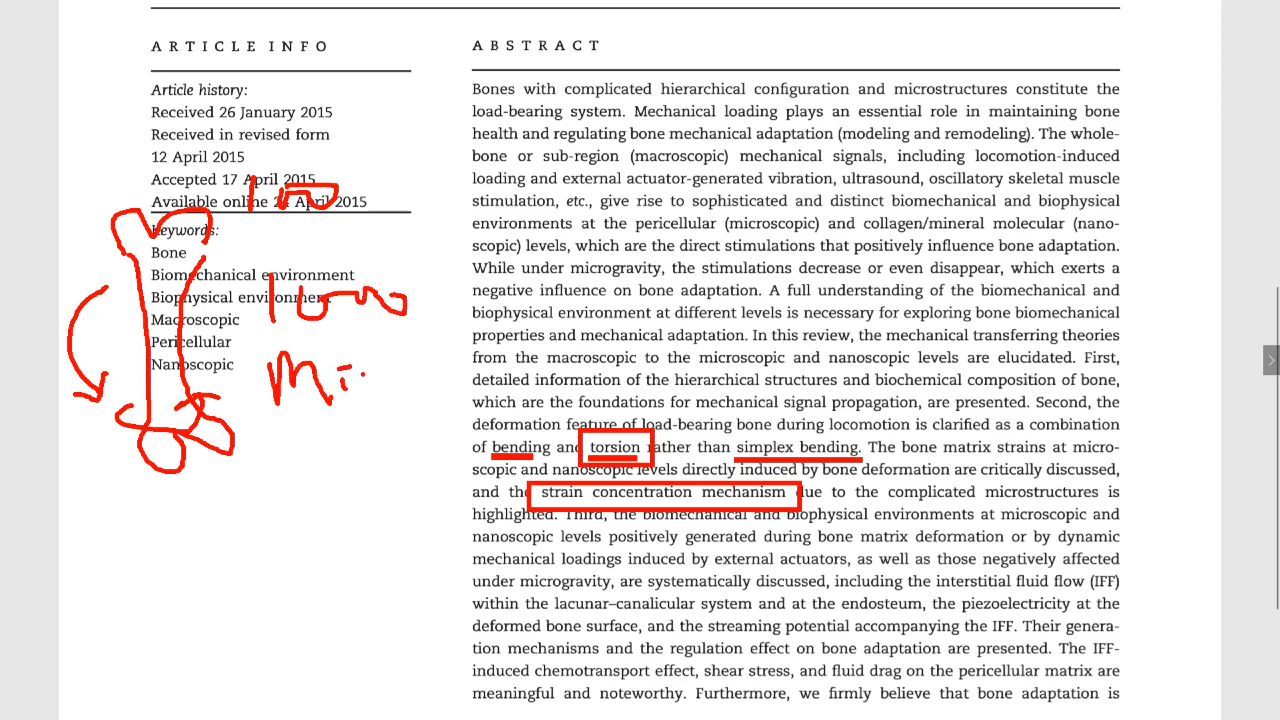 ARTICLE INFO
Article history:
Received 26 January 2015
Received in revised form
12 April 2015
Accepted 17 April 2015
Available online 24 April 2015
Keywords:
Bone
Biomechanical environment
Biophysical environment
Macroscopic
Pericellular
Nanoscopic
100
1000
ABSTRACT
Bones with complicated hierarchical configuration and microstructures constitute the
load-bearing system. Mechanical loading plays an essential role in maintaining bone
health and regulating bone mechanical adaptation (modeling and remodeling). The whole-
bone or sub-region (macroscopic) mechanical signals, including locomotion-induced
loading and external actuator-generated vibration, ultrasound, oscillatory skeletal muscle
stimulation, etc., give rise to sophisticated and distinct biomechanical and biophysical
environments at the pericellular (microscopic) and collagen/mineral molecular (nano-
scopic) levels, which are the direct stimulations that positively influence bone adaptation.
While under microgravity, the stimulations decrease or even disappear, which exerts a
negative influence on bone adaptation. A full understanding of the biomechanical and
biophysical environment at different levels is necessary for exploring bone biomechanical
properties and mechanical adaptation. In this review, the mechanical transferring theories
from the macroscopic to the microscopic and nanoscopic levels are elucidated. First,
detailed information of the hierarchical structures and biochemical composition of bone,
which are the foundations for mechanical signal propagation, are presented. Second, the
deformation feature of load-bearing bone during locomotion is clarified as a combination
of bending and torsion rather than simplex bending. The bone matrix strains at micro-
scopic and nanoscopic levels directly induced by bone deformation are critically discussed,
and the strain concentration mechanism due to the complicated microstructures is
highlighted. Third, the biomechanical and biophysical environments at microscopic and
nanoscopic levels positively generated during bone matrix deformation or by dynamic
mechanical loadings induced by external actuators, as well as those negatively affected
under microgravity, are systematically discussed, including the interstitial fluid flow (IFF)
within the lacunar–canalicular system and at the endosteum, the piezoelectricity at the
deformed bone surface, and the streaming potential accompanying the IFF. Their genera-
tion mechanisms and the regulation effect on bone adaptation are presented. The IFF-
induced chemotransport effect, shear stress, and fluid drag on the pericellular matrix are
meaningful and noteworthy. Furthermore, we firmly believe that bone adaptation is